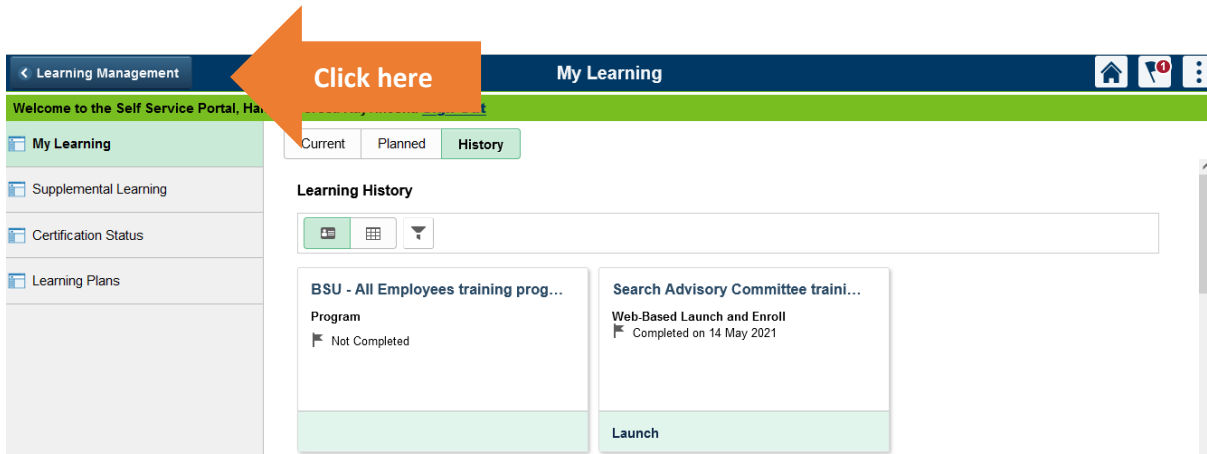 Learning Management
Click here
My Learning
1
Welcome to the Self Service Portal, Ha
My Learning
Supplemental Learning
Certification Status
Learning Plans
Current
Planned
History
Learning History
BSU - All Employees training prog...
Program
Not Completed
Search Advisory Committee traini...
Web-Based Launch and Enroll
Completed on 14 May 2021
Launch